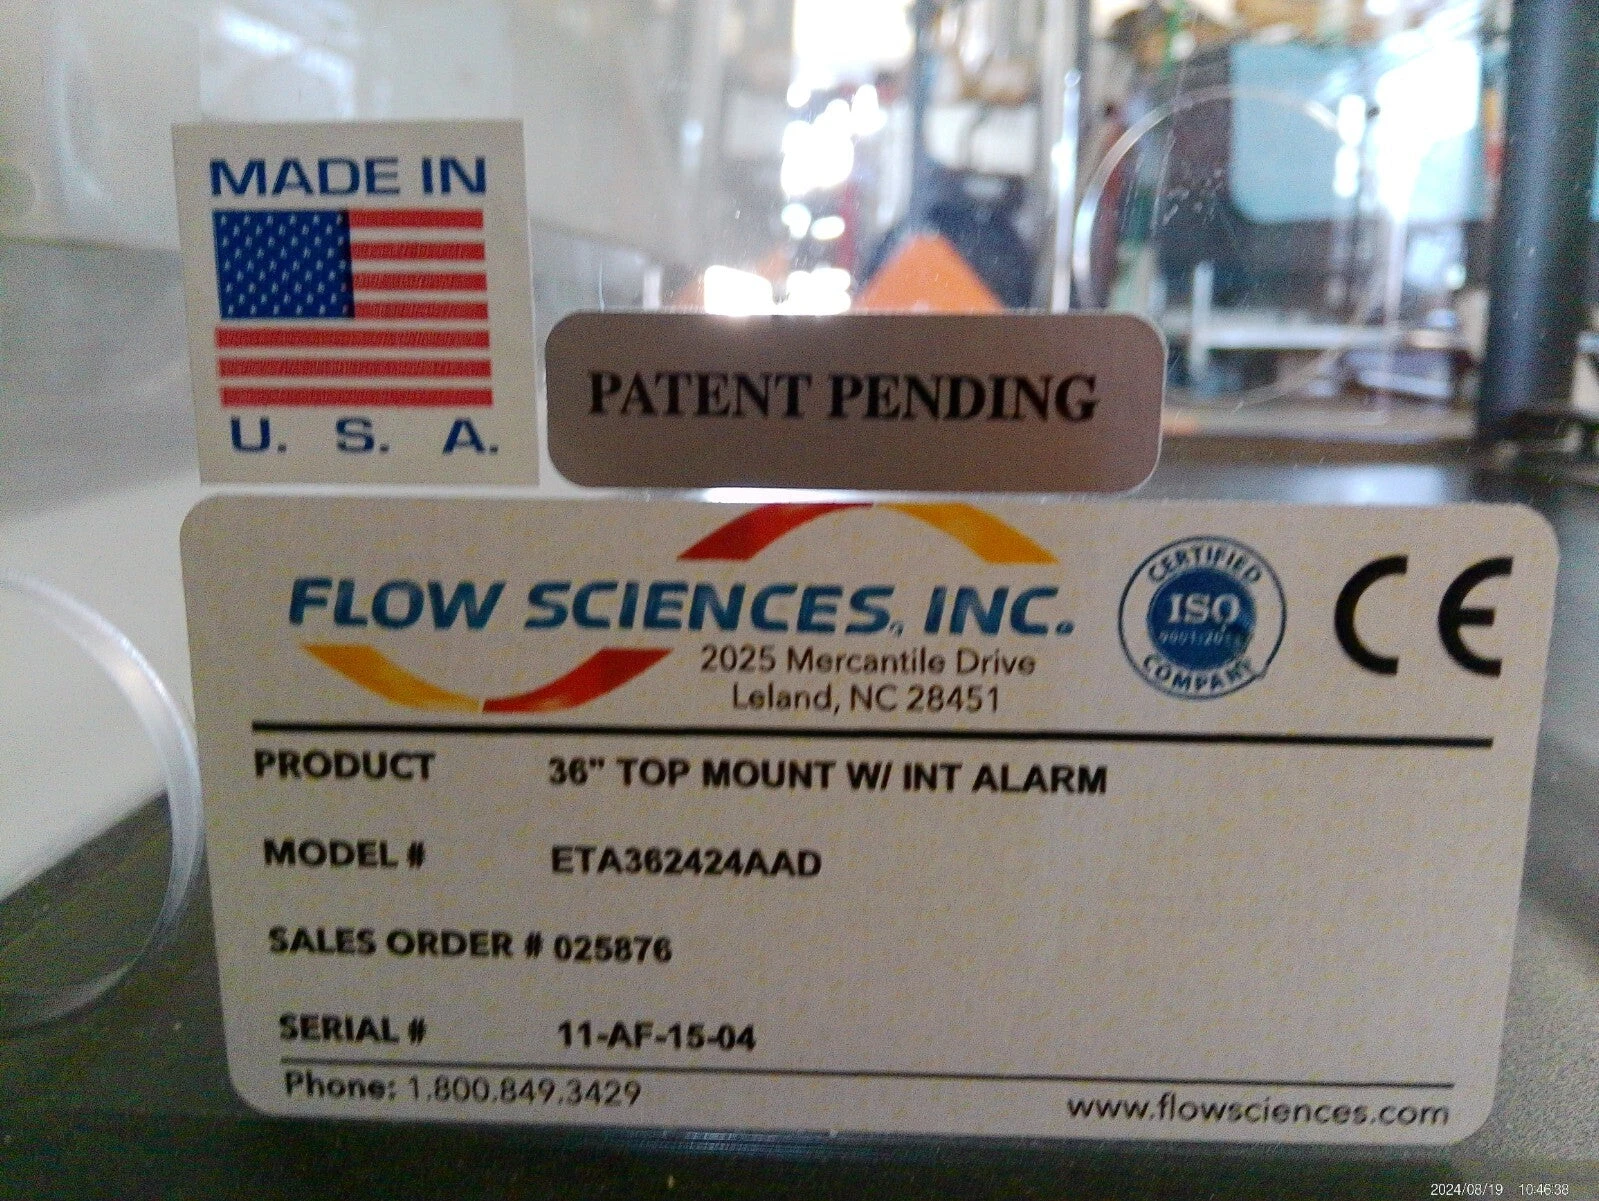 MADE IN
U. S. A.
PATENT PENDING
FLOW SCIENCES, INC.
2025 Mercantile Drive
Leland, NC 28451
CERTIFIED
ISO
COMPANY
CE
PRODUCT 36" TOP MOUNT W/ INT ALARM
MODEL # ETA362424AAD
SALES ORDER # 025876
SERIAL # 11-AF-15-04
Phone: 1.800.849.3429
www.flowsciences.com
2024/08/19 10:46:38